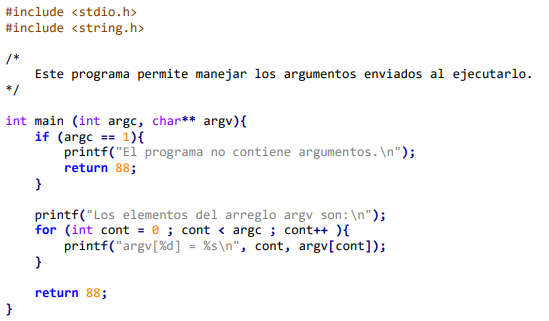 #include <stdio.h>
#include <string.h>
/*
    Este programa permite manejar los argumentos enviados al ejecutarlo.
*/
int main (int argc, char** argv){
    if (argc == 1){
        printf("El programa no contiene argumentos.\n");
        return 88;
    }
    printf("Los elementos del arreglo argv son:\n");
    for (int cont = 0 ; cont < argc ; cont++ ){
        printf("argv[%d] = %s\n", cont, argv[cont]);
    }
    return 88;
}